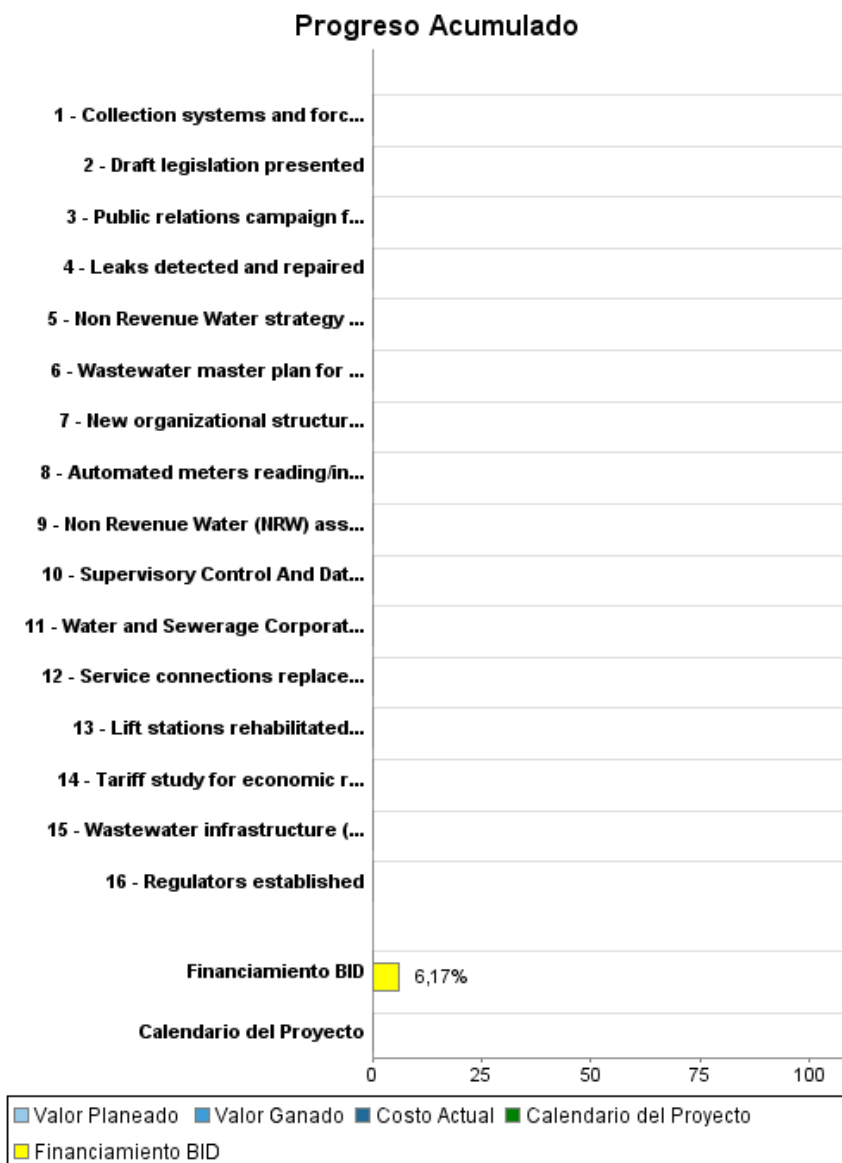 Progreso Acumulado
1 - Collection systems and forc...
2 - Draft legislation presented
3 - Public relations campaign f...
4 - Leaks detected and repaired
5 - Non Revenue Water strategy ...
6 - Wastewater master plan for ...
7 - New organizational structur...
8 - Automated meters reading/in...
9 - Non Revenue Water (NRW) ass...
10 - Supervisory Control And Dat...
11 - Water and Sewerage Corporat...
12 - Service connections replace...
13 - Lift stations rehabilitated...
14 - Tariff study for economic r...
15 - Wastewater infrastructure (...
16 - Regulators established
Financiamiento BID 6,17%
Calendario del Proyecto
0 25 50 75 100
Valor Planeado Valor Ganado Costo Actual Calendario del Proyecto
Financiamiento BID